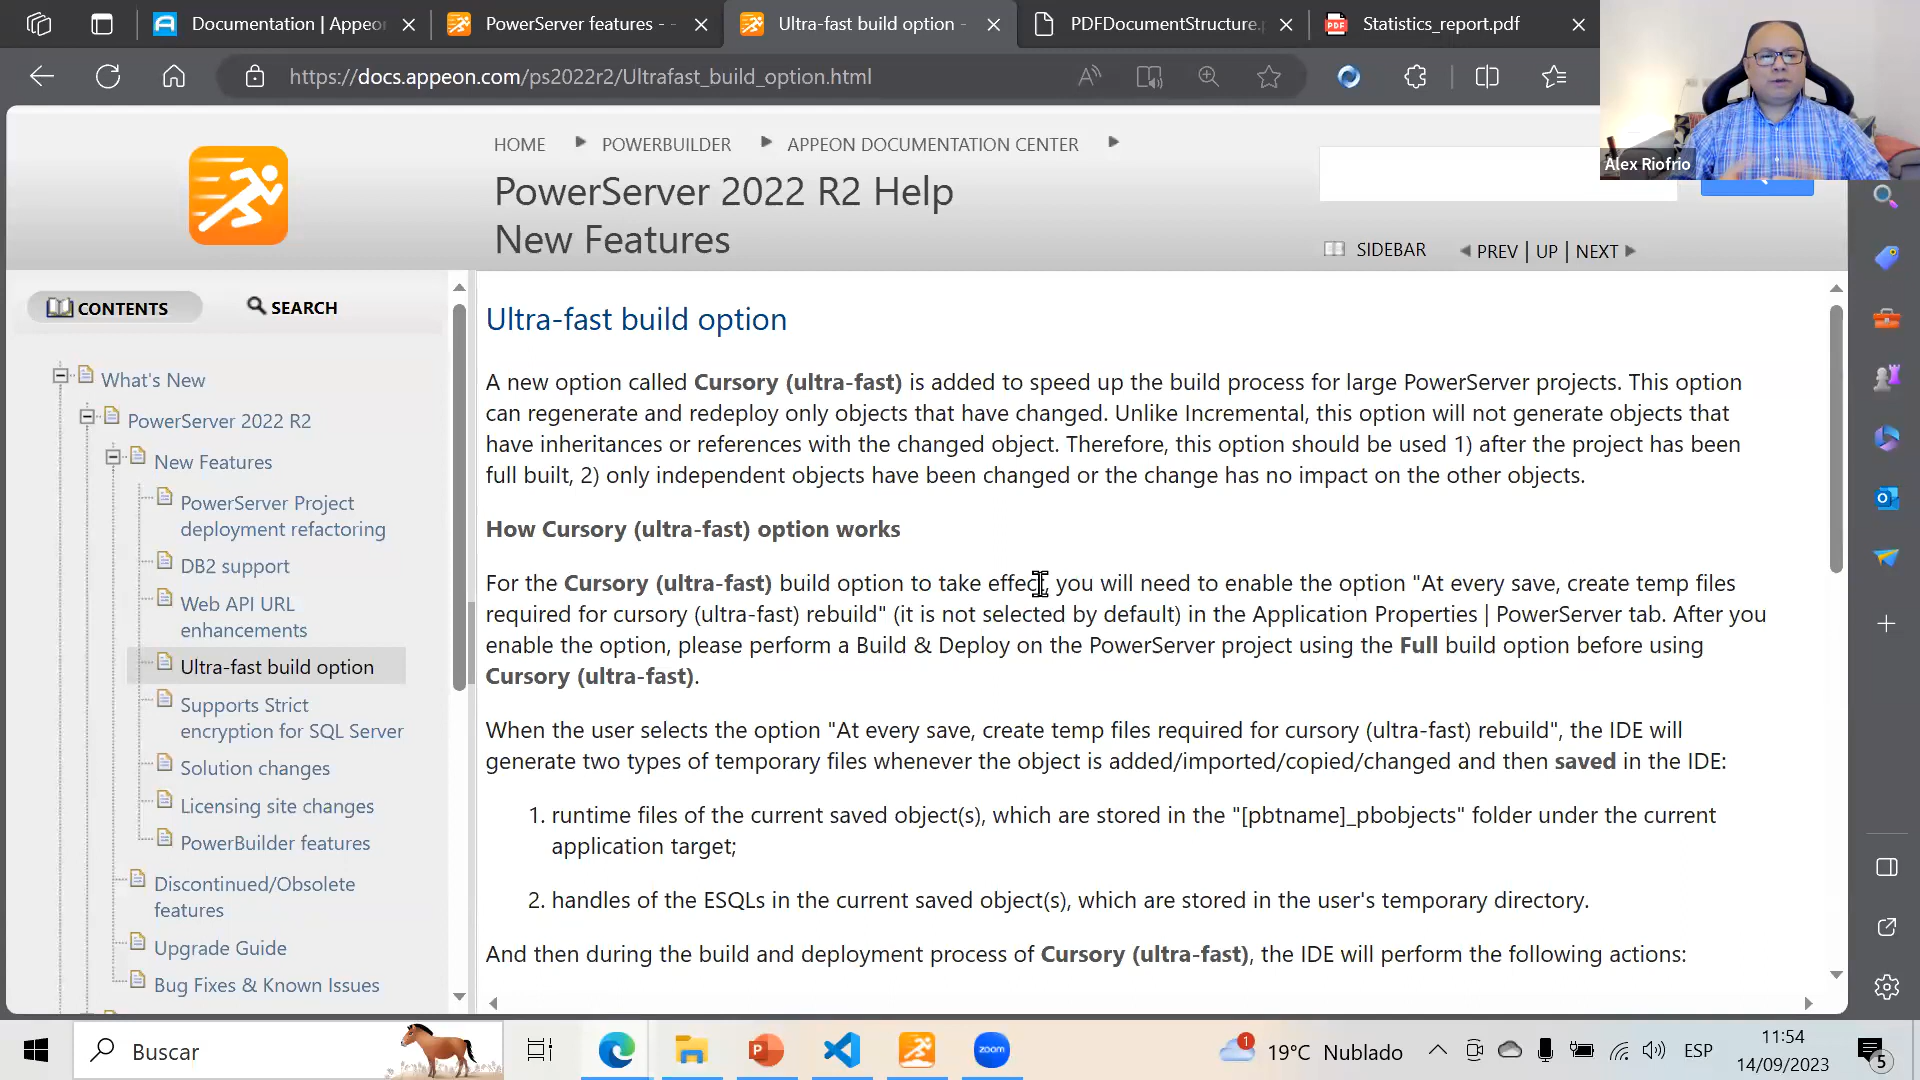 Documentation | Appeon
PowerServer features -
Ultra-fast build option -
PDFDocumentStructure.
PDF
Statistics_report.pdf
https://docs.appeon.com/ps2022r2/Ultrafast_build_option.html
Alex Riofrio
HOME POWERBUILDER APPEON DOCUMENTATION CENTER
PowerServer 2022 R2 Help
New Features
SIDEBAR PREV | UP | NEXT
CONTENTS SEARCH
What's New
PowerServer 2022 R2
New Features
PowerServer Project
deployment refactoring
DB2 support
Web API URL
enhancements
Ultra-fast build option
Supports Strict
encryption for SQL Server
Solution changes
Licensing site changes
PowerBuilder features
Discontinued/Obsolete
features
Upgrade Guide
Bug Fixes & Known Issues
Ultra-fast build option
A new option called Cursory (ultra-fast) is added to speed up the build process for large PowerServer projects. This option
can regenerate and redeploy only objects that have changed. Unlike Incremental, this option will not generate objects that
have inheritances or references with the changed object. Therefore, this option should be used 1) after the project has been
full built, 2) only independent objects have been changed or the change has no impact on the other objects.
How Cursory (ultra-fast) option works
For the Cursory (ultra-fast) build option to take effect, you will need to enable the option "At every save, create temp files
required for cursory (ultra-fast) rebuild" (it is not selected by default) in the Application Properties | PowerServer tab. After you
enable the option, please perform a Build & Deploy on the PowerServer project using the Full build option before using
Cursory (ultra-fast).
When the user selects the option "At every save, create temp files required for cursory (ultra-fast) rebuild", the IDE will
generate two types of temporary files whenever the object is added/imported/copied/changed and then saved in the IDE:
1. runtime files of the current saved object(s), which are stored in the "[pbtname]_pbobjects" folder under the current
application target;
2. handles of the ESQLs in the current saved object(s), which are stored in the user's temporary directory.
And then during the build and deployment process of Cursory (ultra-fast), the IDE will perform the following actions:
Buscar
zoom
1
19°C Nublado
ESP
11:54
14/09/2023
5